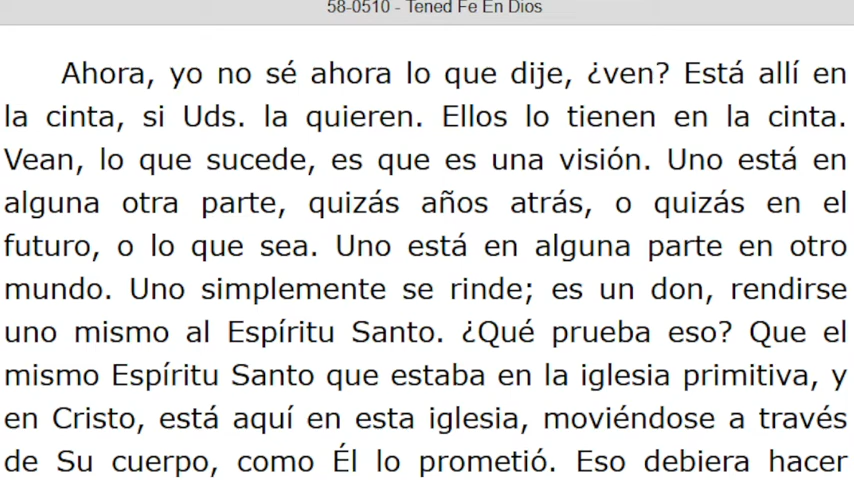 58-0510 - Tened Fe En Dios
Ahora, yo no sé ahora lo que dije, ¿ven? Está allí en
la cinta, si Uds. la quieren. Ellos lo tienen en la cinta.
Vean, lo que sucede, es que es una visión. Uno está en
alguna otra parte, quizás años atrás, o quizás en el
futuro, o lo que sea. Uno está en alguna parte en otro
mundo. Uno simplemente se rinde; es un don, rendirse
uno mismo al Espíritu Santo. ¿Qué prueba eso? Que el
mismo Espíritu Santo que estaba en la iglesia primitiva, y
en Cristo, está aquí en esta iglesia, moviéndose a través
de Su cuerpo, como Él lo prometió. Eso debiera hacer